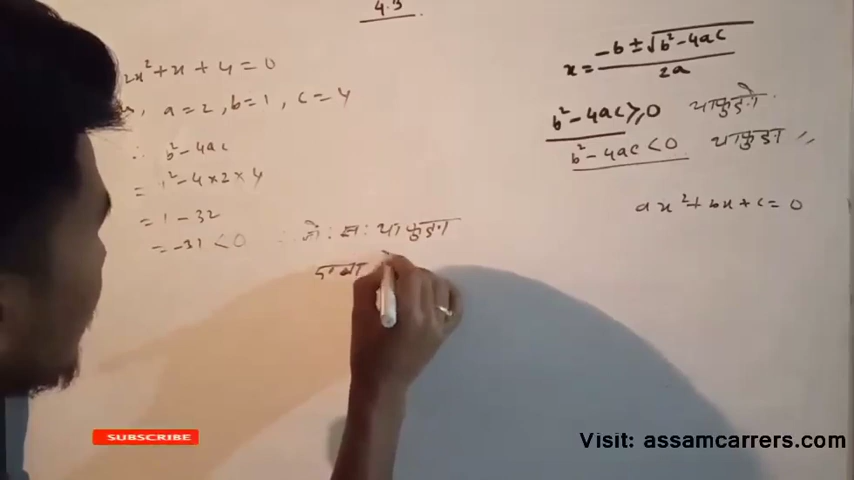 4.3
2x²+x+4=0
a=2, b=1, c=4
∴ b²-4ac
= 1²-4×2×4
= 1-32
= -31 <0
x = -b±√b²-4ac / 2a
b²-4ac ≥ 0
b²-4ac < 0
ax²+bx+c=0
SUBSCRIBE
Visit: assamcarrers.com